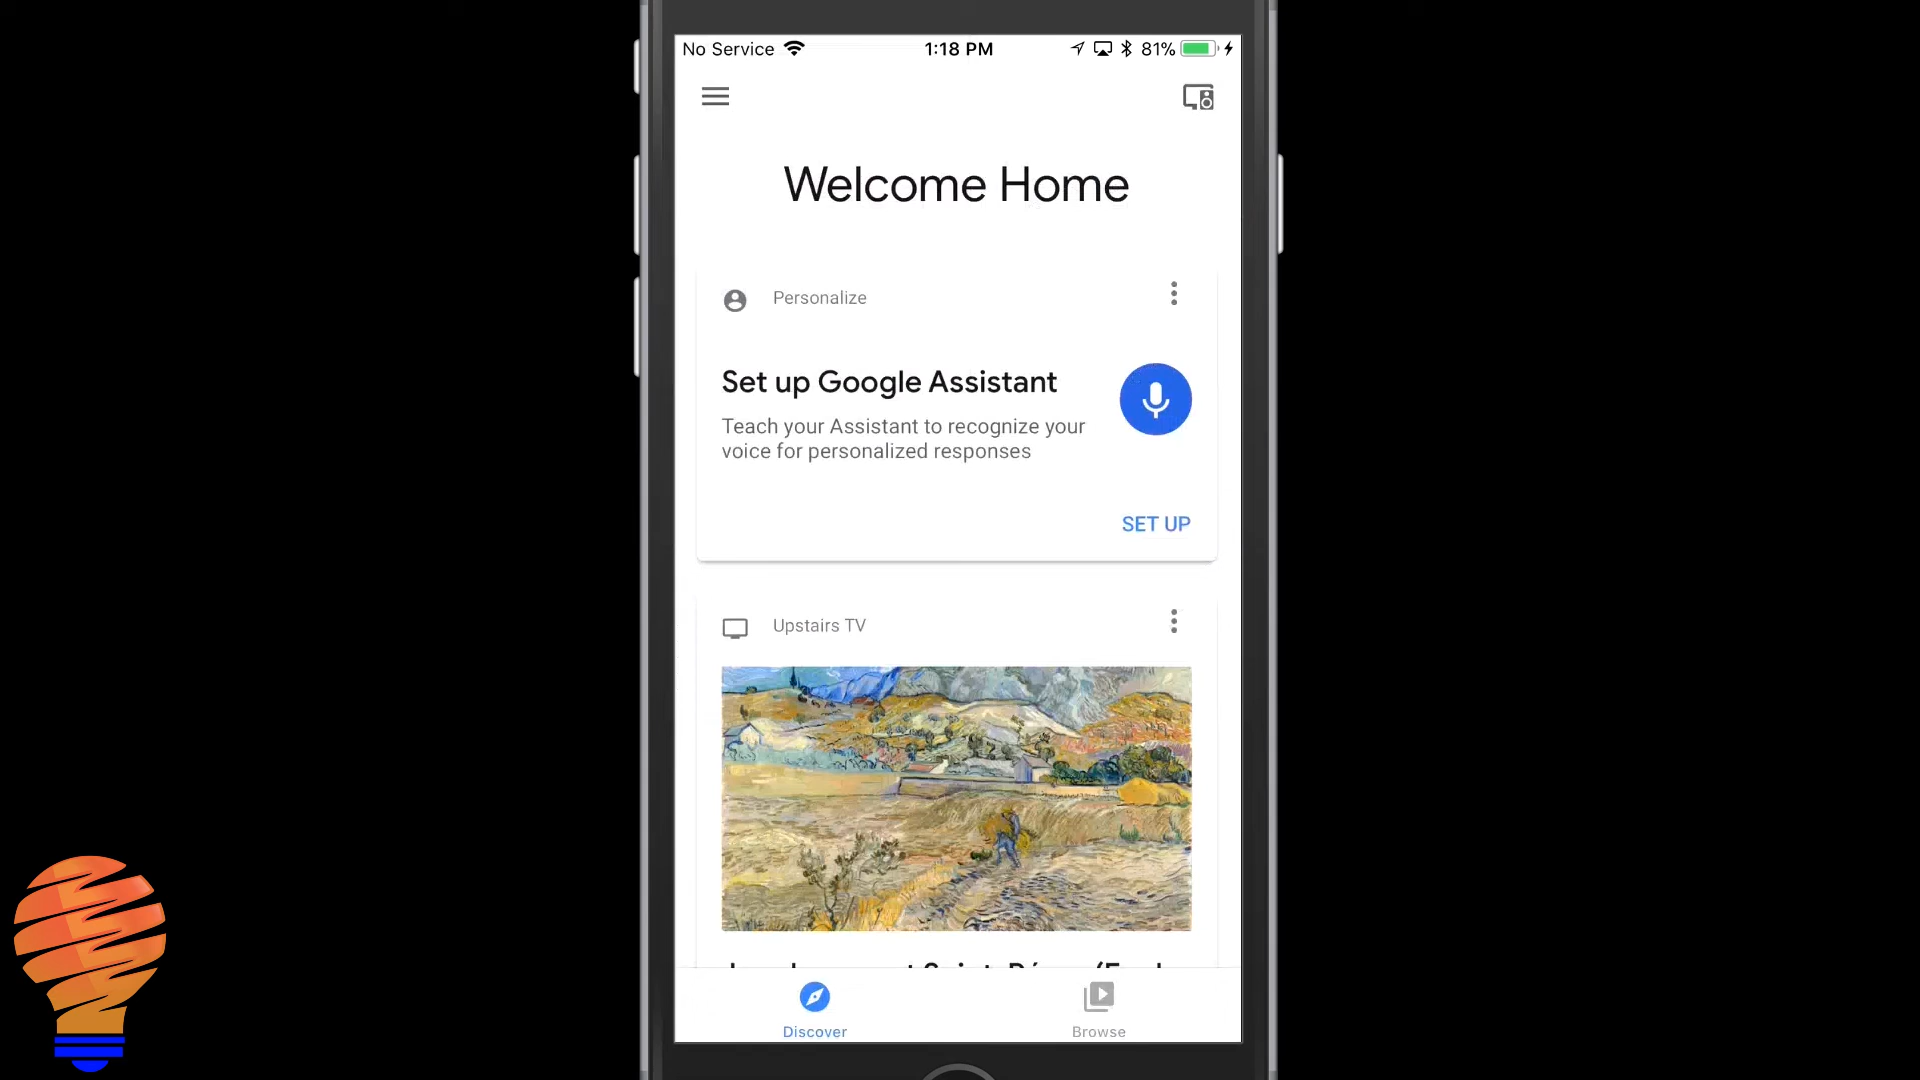 No Service 1:18 PM 81%
Welcome Home
Personalize
Set up Google Assistant
Teach your Assistant to recognize your
voice for personalized responses
SET UP
Upstairs TV
Discover
Browse